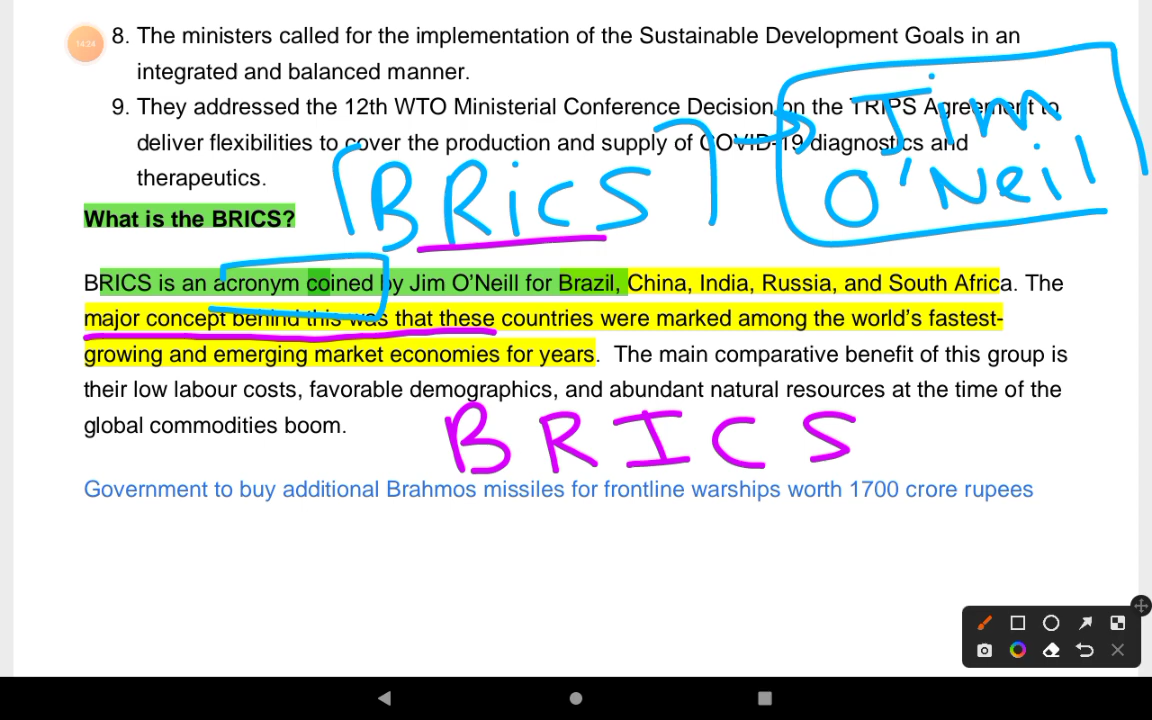 14:24
8. The ministers called for the implementation of the Sustainable Development Goals in an
integrated and balanced manner.
9. They addressed the 12th WTO Ministerial Conference Decision on the TRIPS Agreement to
deliver flexibilities to cover the production and supply of COVID-19 diagnostics and
therapeutics.
Jim
O'Neil
BRicS
What is the BRICS?
BRICS is an acronym coined by Jim O'Neill for Brazil, China, India, Russia, and South Africa. The
major concept behind this was that these countries were marked among the world's fastest-
growing and emerging market economies for years. The main comparative benefit of this group is
their low labour costs, favorable demographics, and abundant natural resources at the time of the
global commodities boom.
BRICS
Government to buy additional Brahmos missiles for frontline warships worth 1700 crore rupees